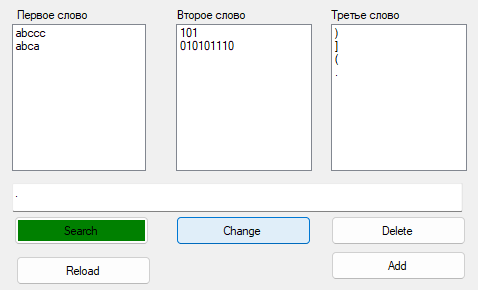 Первое слово
Второе слово
Третье слово
abccc
abca
101
010101110
)
]
(
.
.
Search
Change
Delete
Reload
Add